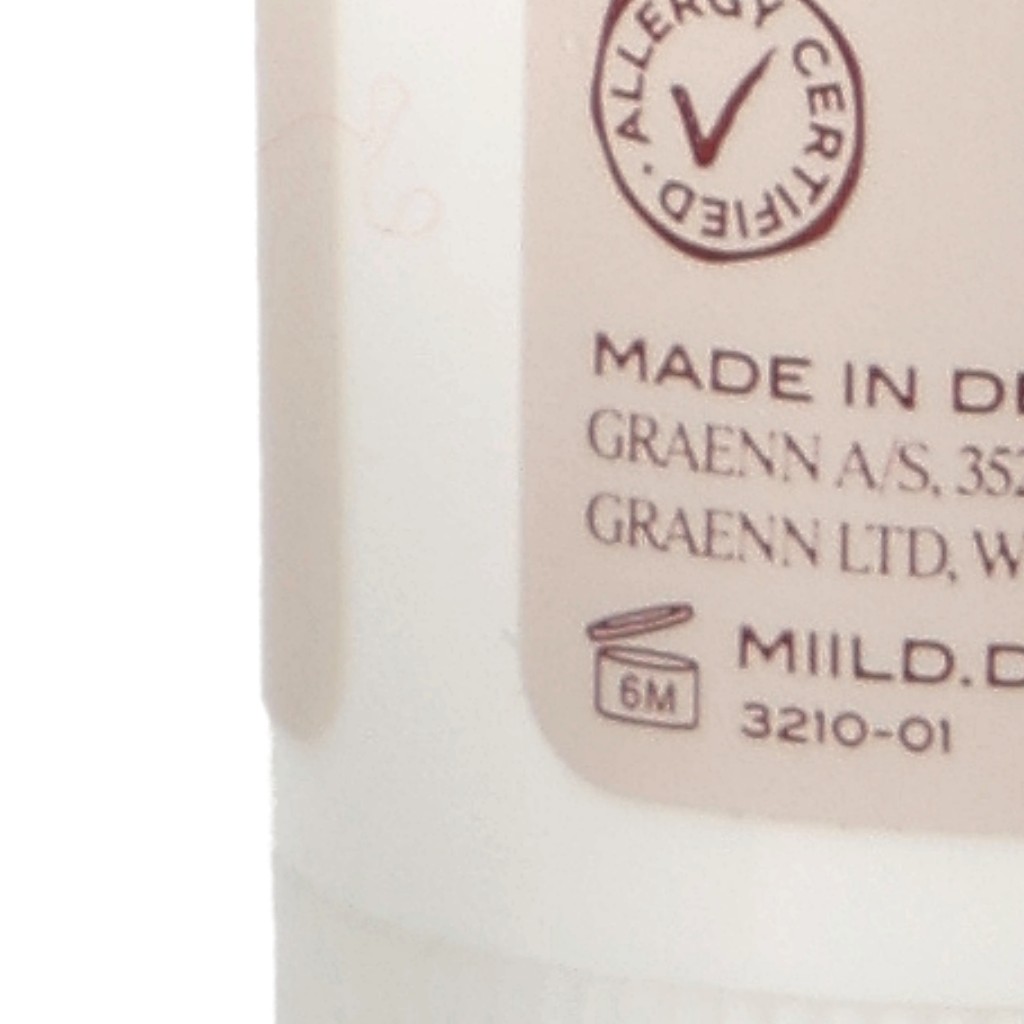 ALLERGY CERTIFIED ·
MADE IN DE
GRAENN A/S, 352
GRAENN LTD, W
6M
MIILD.D
3210-01